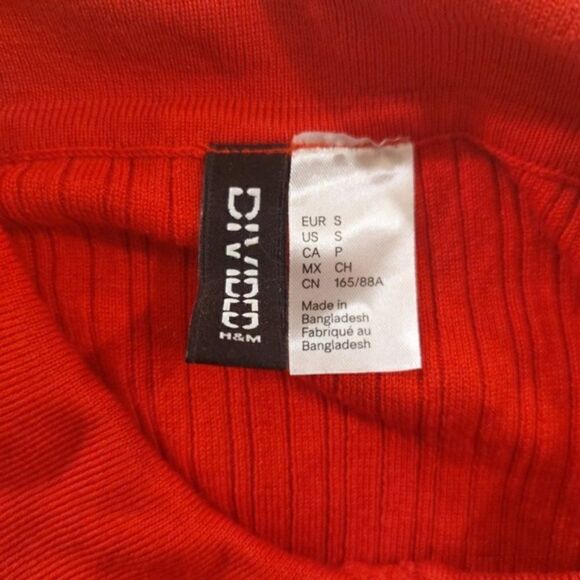 DIVIDED
H&M
EUR S
US S
CA P
MX CH
CN 165/88A
Made in
Bangladesh
Fabriqué au
Bangladesh